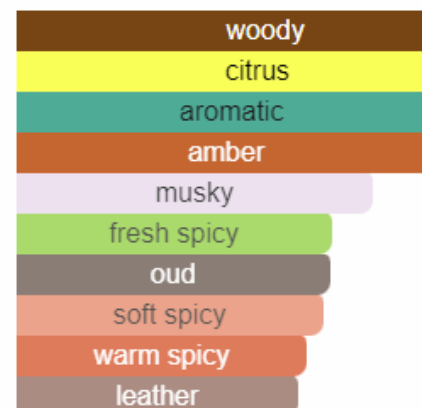 woody
citrus
aromatic
amber
musky
fresh spicy
oud
soft spicy
warm spicy
leather